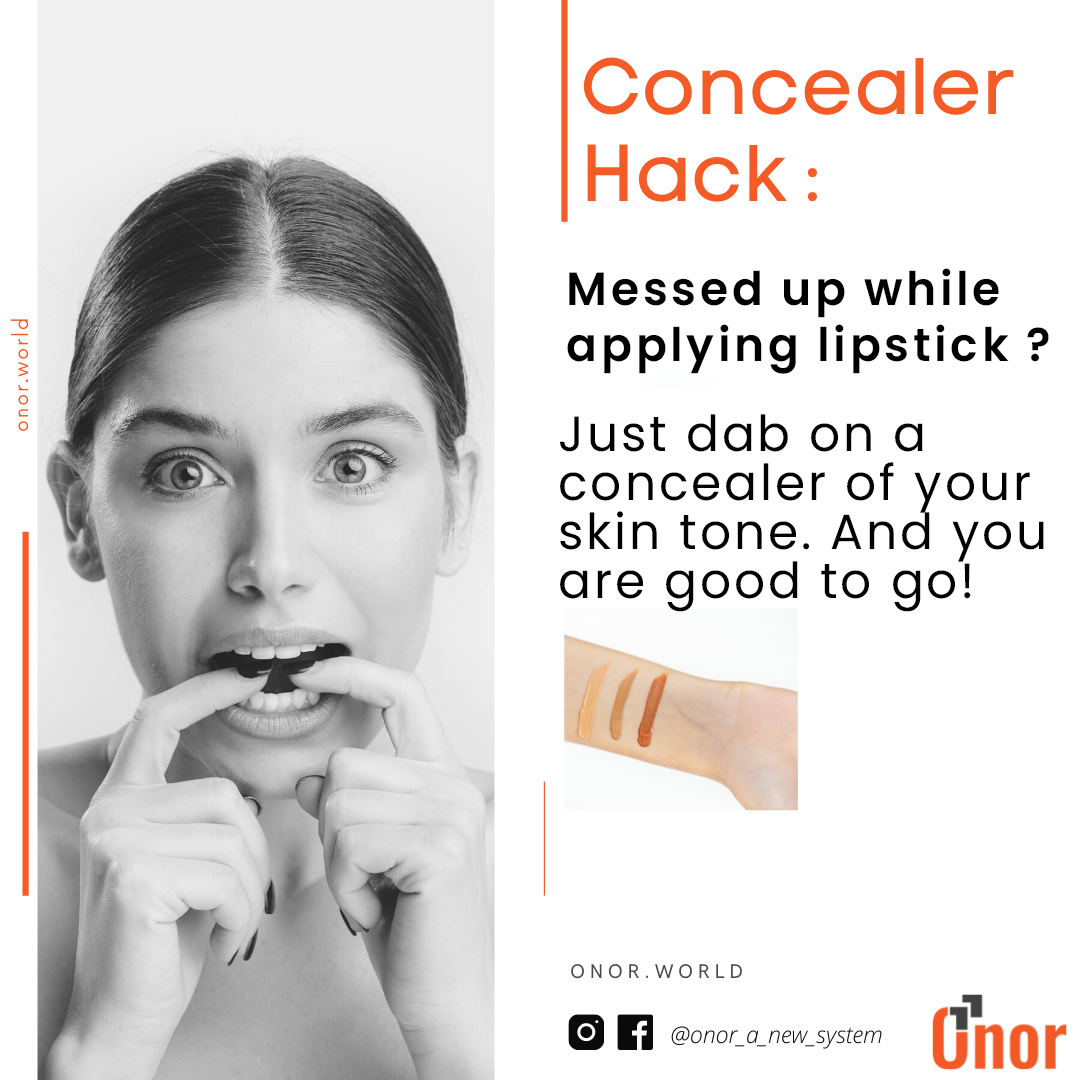 Concealer
Hack :
Messed up while
applying lipstick ?
Just dab on a
concealer of your
skin tone. And you
are good to go!
onor.world
ONOR.WORLD
@onor_a_new_system
Onor